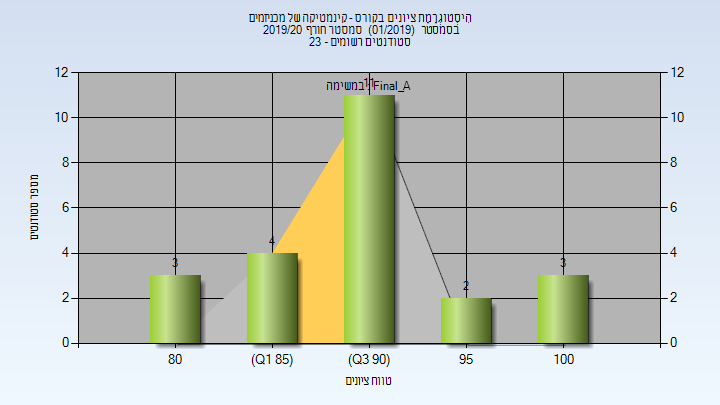 היסטוגרמת ציונים בקורס - קינמטיקה של מכניזמים
בסמסטר (01/2019) סמסטר חורף 2019/20
סטודנטים רשומים - 23
במשימה: Final_A
12 12
10 10
8 8
6 6
4 4
2 2
0 0
3 4 11 2 3
מספר סטודנטים
80 (Q1 85) (Q3 90) 95 100
טווח ציונים